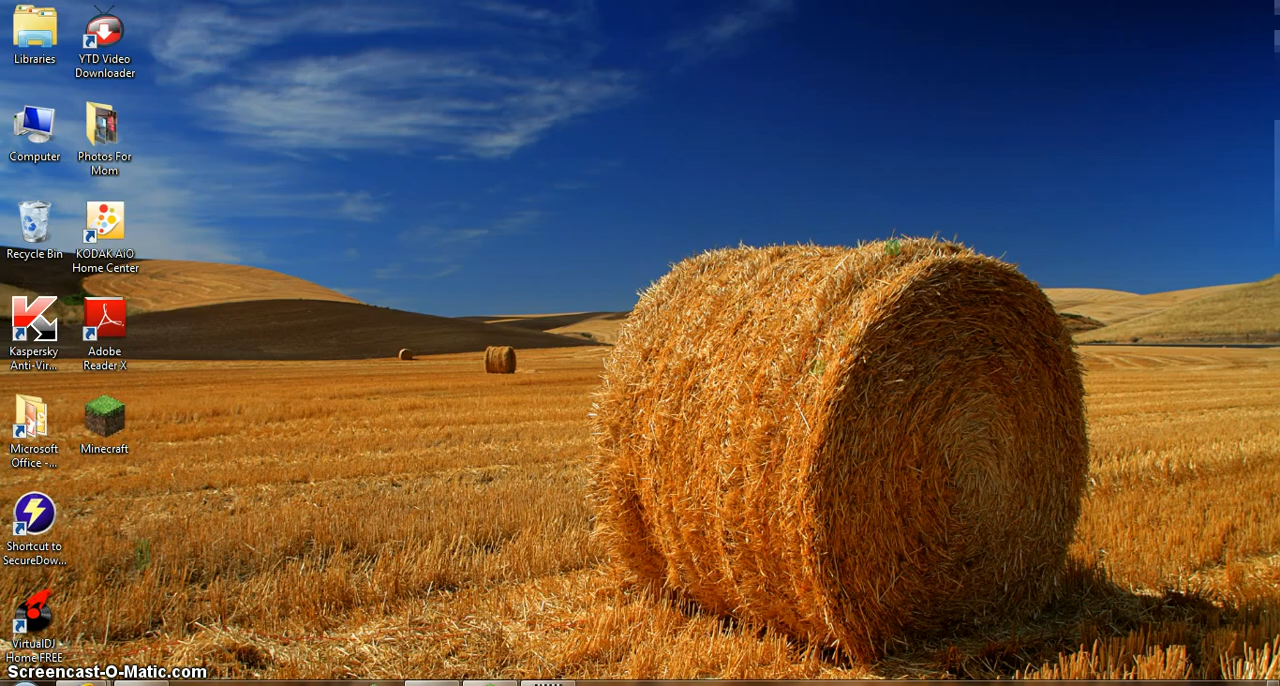 Libraries
YTD Video
Downloader
Computer
Photos For
Mom
Recycle Bin
KODAK AiO
Home Center
Kaspersky
Anti-Vir...
Adobe
Reader X
Microsoft
Office -...
Minecraft
Shortcut to
SecureDow...
VirtualDJ
Home FREE
Screencast-O-Matic.com